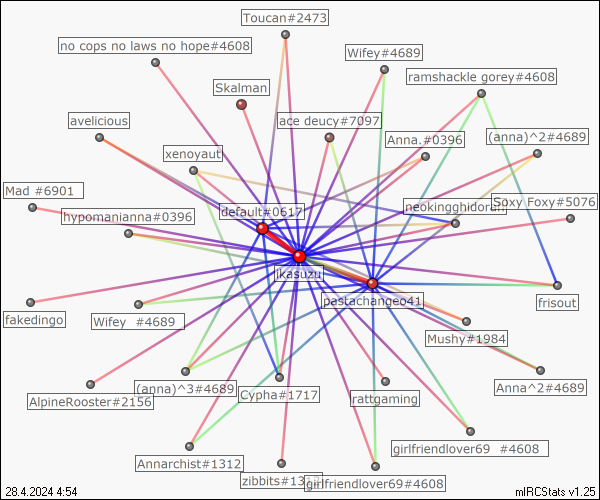 Toucan#2473
no cops no laws no hope#4608
Wifey#4689
ramshackle gorey#4608
Skalman
avelicious
ace deucy#7097
Anna.#0396
(anna)^2#4689
xenoyaut
Mad #6901
hypomanianna#0396
default#0617
neokingghidorah
Soxy Foxy#5076
ikasuzu
pastachangeo41
frisout
fakedingo
Wifey #4689
Mushy#1984
(anna)^3#4689
Cypha#1717
rattgaming
Anna^2#4689
AlpineRooster#2156
girlfriendlover69 #4608
Annarchist#1312
zibbits#1312
girlfriendlover69#4608
28.4.2024 4:54
mIRCStats v1.25